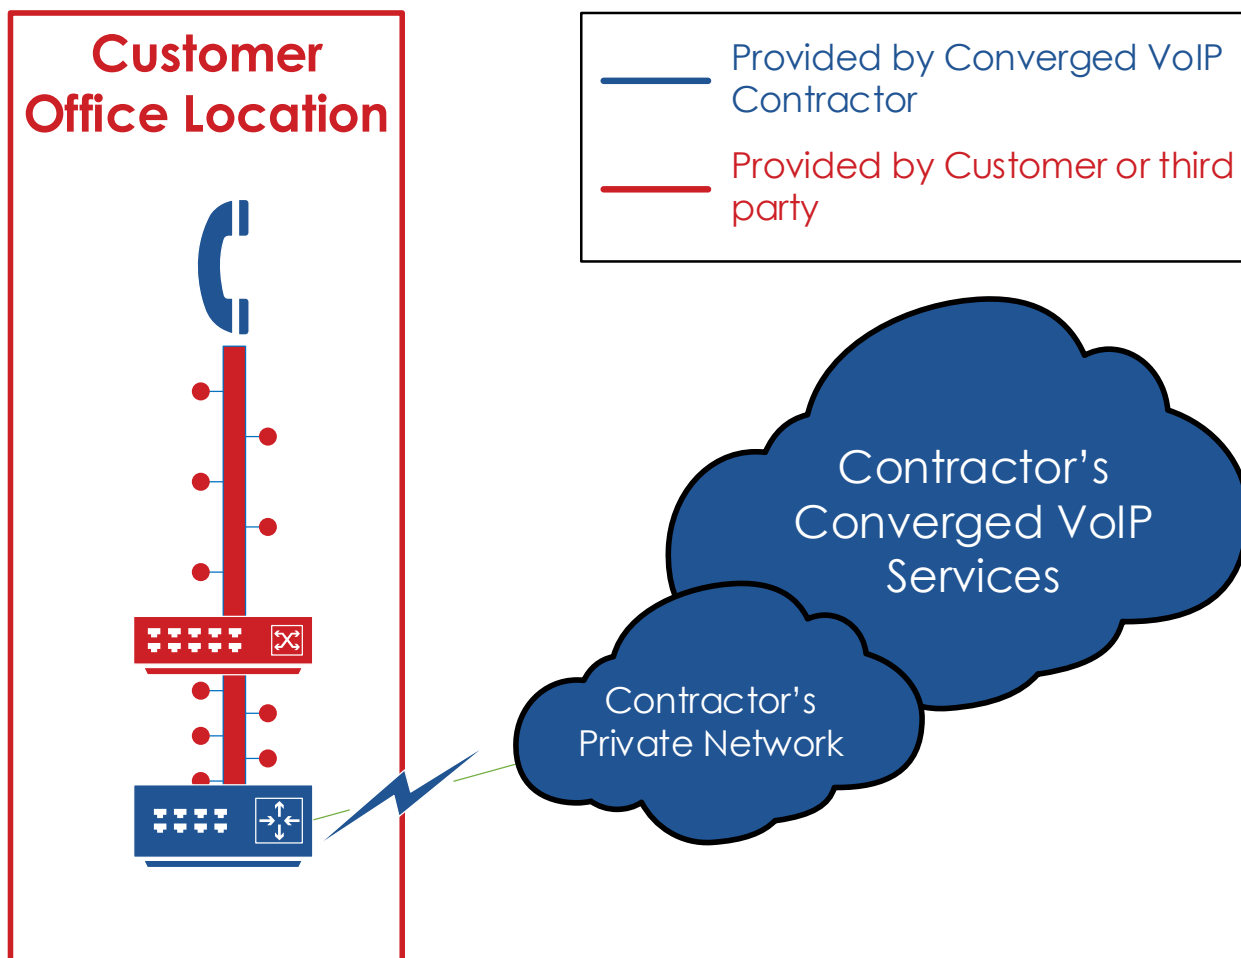 Customer
Office Location
Provided by Converged VoIP
Contractor
Provided by Customer or third
party
Contractor’s
Converged VoIP
Services
Contractor’s
Private Network